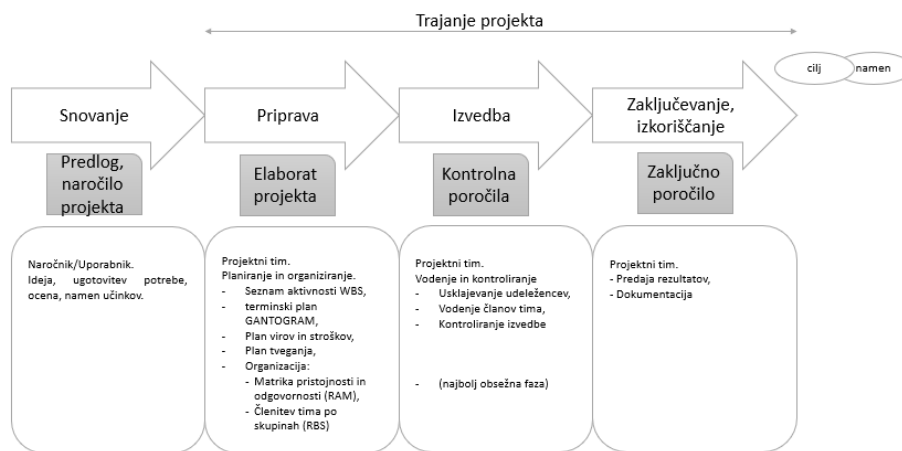 Trajanje projekta
cilj
namen
Snovanje
Priprava
Izvedba
Zaključevanje,
izkoriščanje
Predlog,
naročilo
projekta
Elaborat
projekta
Kontrolna
poročila
Zaključno
poročilo
Naročnik/Uporabnik.
Ideja, ugotovitev potrebe,
ocena, namen učinkov.
Projektni tim.
Planiranje in organiziranje.
- Seznam aktivnosti WBS,
- terminski plan
GANTOGRAM,
- Plan virov in stroškov,
- Plan tveganja,
- Organizacija:
- Matrika pristojnosti in
odgovornosti (RAM),
- Členitev tima po
skupinah (RBS)
Projektni tim.
Vodenje in kontroliranje
- Usklajevanje udeležencev,
- Vodenje članov tima,
- Kontroliranje izvedbe
- (najbolj obsežna faza)
Projektni tim.
- Predaja rezultatov,
- Dokumentacija